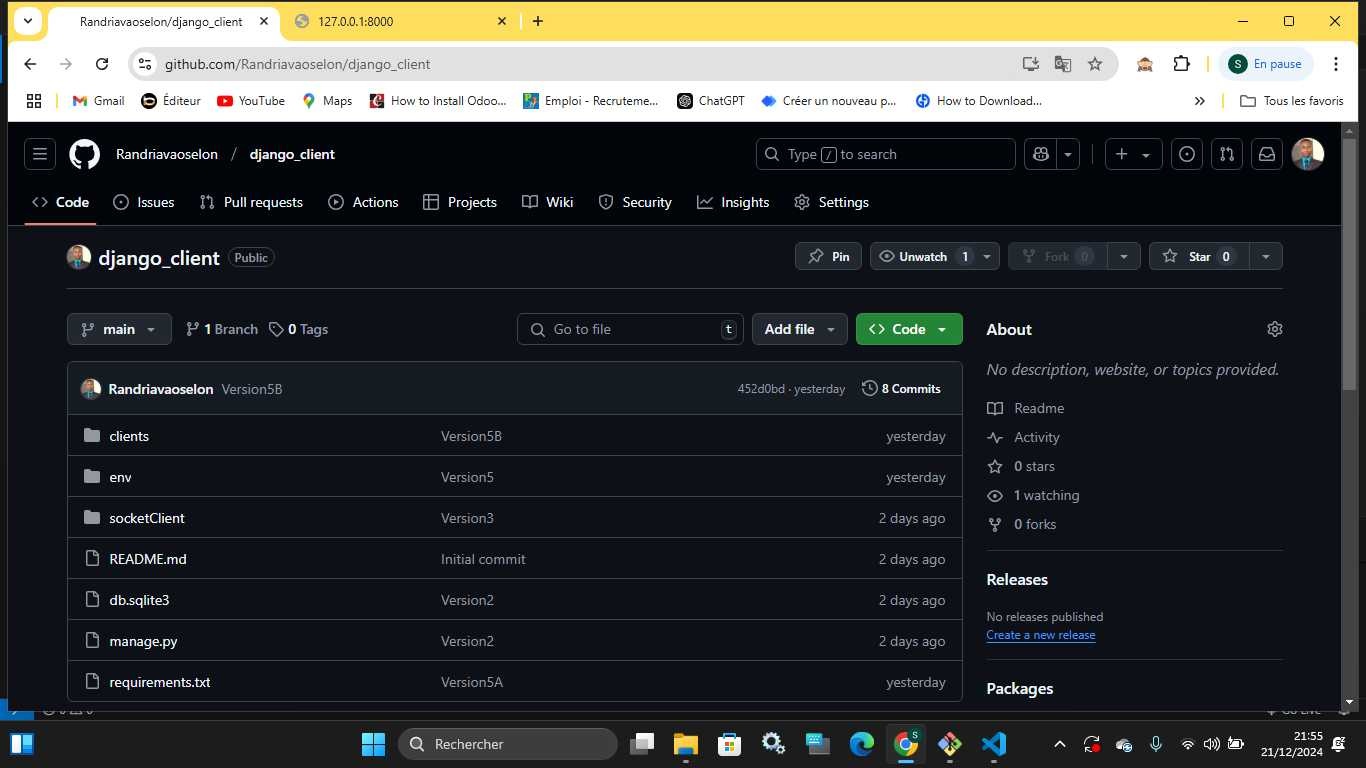 Randriavaoselon/django_client
127.0.0.1:8000
github.com/Randriavaoselon/django_client
S En pause
Gmail Éditeur YouTube Maps How to Install Odoo... Emploi - Recruteme... ChatGPT Créer un nouveau p... How to Download... » Tous les favoris
Randriavaoselon / django_client
Type / to search
Code Issues Pull requests Actions Projects Wiki Security Insights Settings
django_client Public
Pin Unwatch 1 Fork 0 Star 0
main 1 Branch 0 Tags
Go to file t Add file Code
About
No description, website, or topics provided.
Randriavaoselon Version5B 452d0bd · yesterday 8 Commits
Readme
clients Version5B yesterday
Activity
0 stars
env Version5 yesterday
1 watching
socketClient Version3 2 days ago
0 forks
README.md Initial commit 2 days ago
Releases
db.sqlite3 Version2 2 days ago
No releases published
Create a new release
manage.py Version2 2 days ago
requirements.txt Version5A yesterday
Packages
Rechercher
21:55
21/12/2024